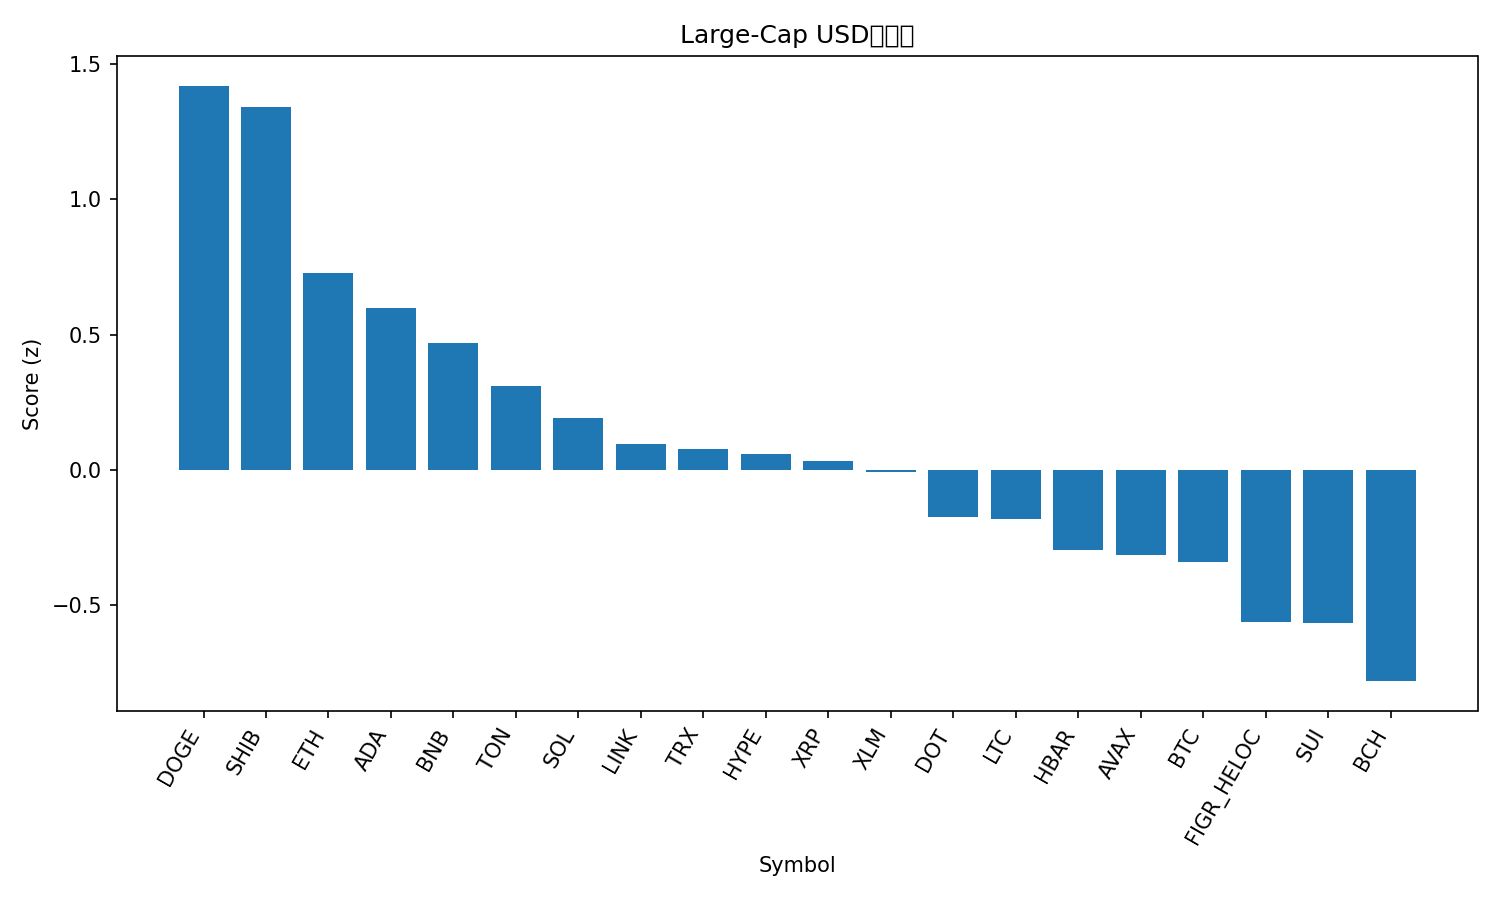 Large-Cap USD
1.5
1.0
0.5
0.0
−0.5
Score (z)
DOGE
SHIB
ETH
ADA
BNB
TON
SOL
LINK
TRX
HYPE
XRP
XLM
DOT
LTC
HBAR
AVAX
BTC
FIGR_HELOC
SUI
BCH
Symbol